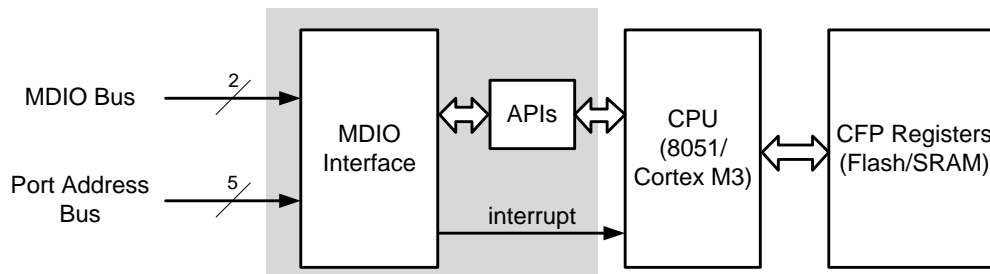 MDIO Bus
2
MDIO
Interface
APIs
CPU
(8051/
Cortex M3)
CFP Registers
(Flash/SRAM)
Port Address
Bus
5
interrupt